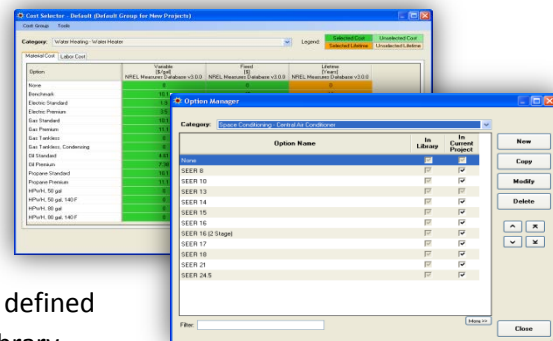 Cost Selector - Default (Default Group for New Projects)
Cost Group Tools
Category: Water Heating - Water Heater
Legend: Selected Cost Unselected Cost
Selected Lifetime Unselected Lifetime
Material Cost Labor Cost
Option
Variable [$/gal] NREL Measures Database v3.0.0
Fixed [$] NREL Measures Database v3.0.0
Lifetime [Years] NREL Measures Database v3.0.0
None
Benchmark
Electric Standard
Electric Premium
Gas Standard
Gas Premium
Gas Tankless
Gas Tankless, Condensing
Oil Standard
Oil Premium
Propane Standard
Propane Premium
HPWH, 50 gal
HPWH, 50 gal, 140 F
HPWH, 80 gal
HPWH, 80 gal, 140 F
Option Manager
Category: Space Conditioning - Central Air Conditioner
Option Name
In Library
In Current Project
None
SEER 8
SEER 10
SEER 13
SEER 14
SEER 15
SEER 16
SEER 16 (2 Stage)
SEER 17
SEER 18
SEER 21
SEER 24.5
New
Copy
Modify
Delete
More >>
Filter:
Close
defined